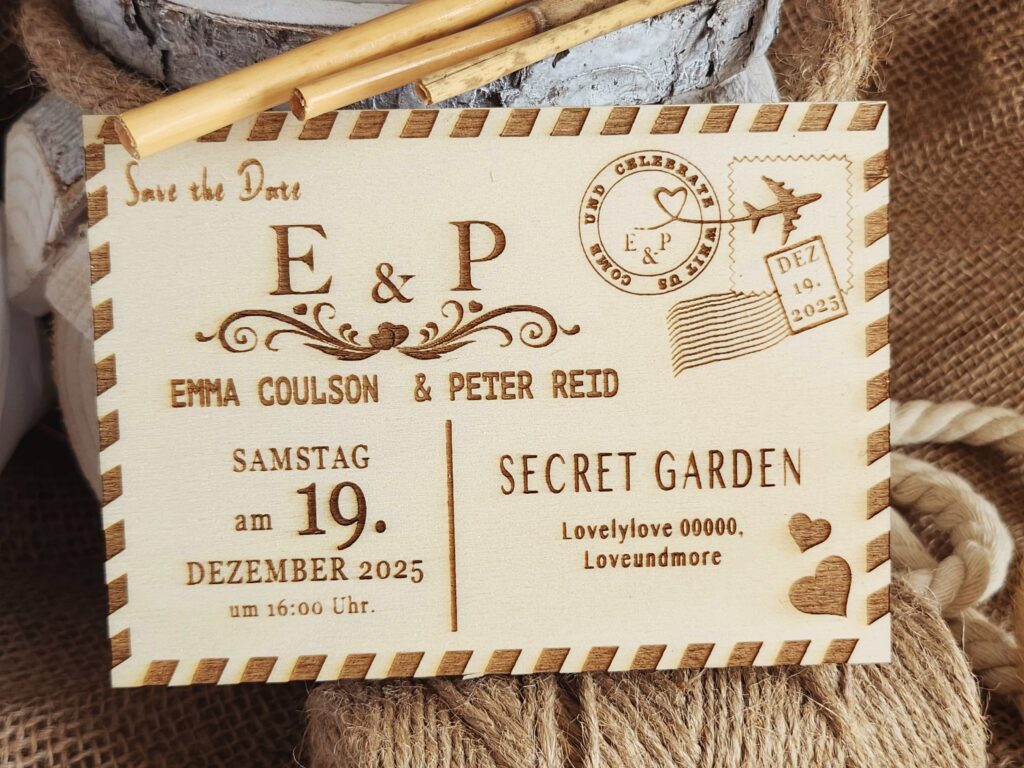 Save the Date
E & P
EMMA COULSON & PETER REID
COME UND CELEBRATE WHIT US
E & P
DEZ
19.
2025
SAMSTAG
am 19.
DEZEMBER 2025
um 16:00 Uhr.
SECRET GARDEN
Lovelylove 00000,
Loveundmore